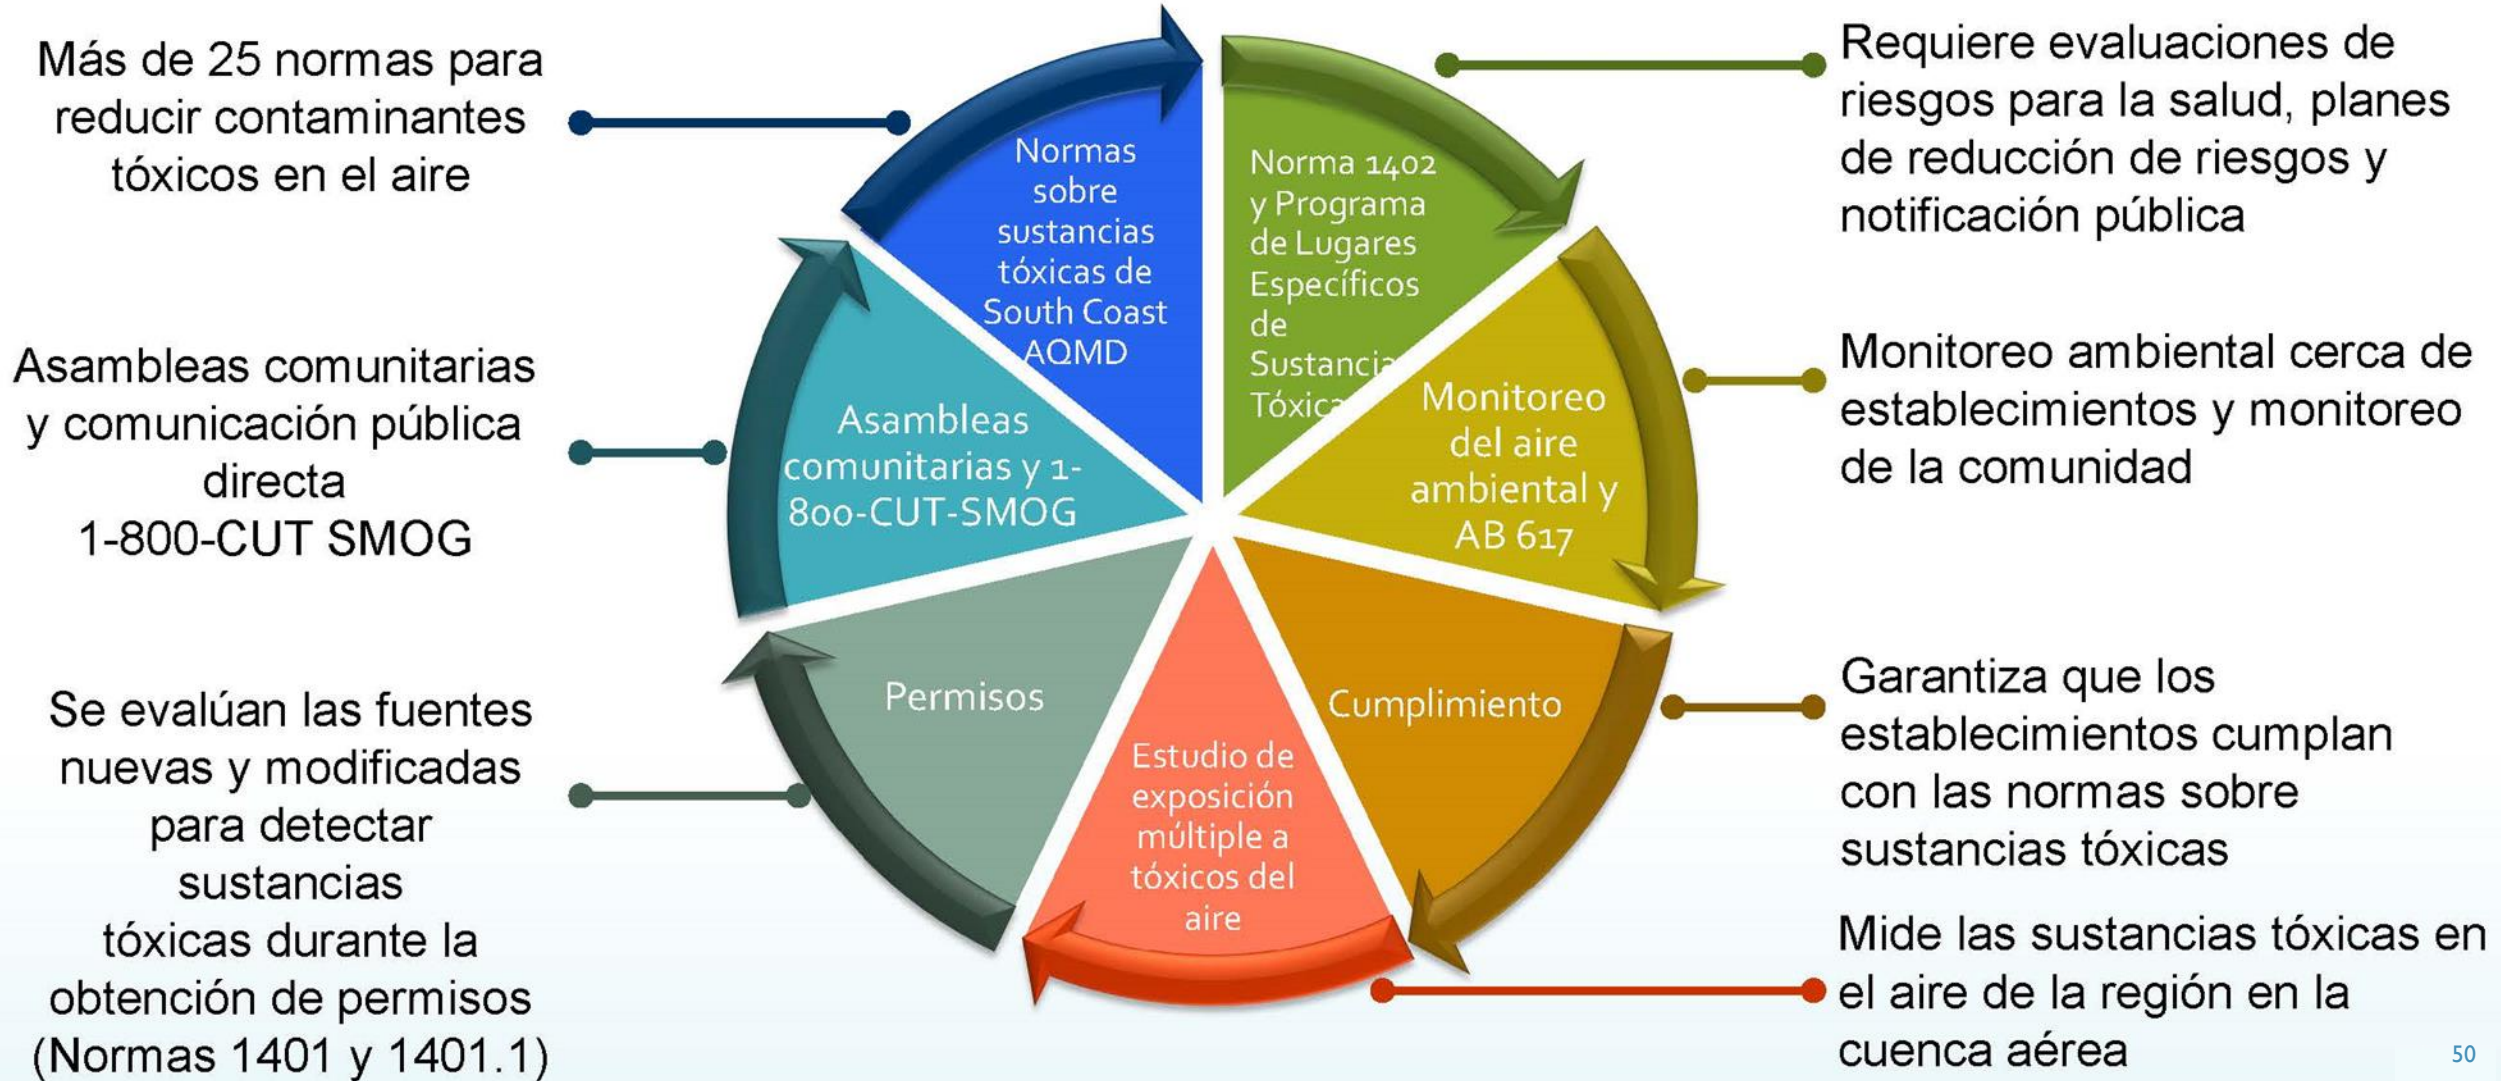 Más de 25 normas para
reducir contaminantes
tóxicos en el aire
Asambleas comunitarias
y comunicación pública
directa
1-800-CUT SMOG
Se evalúan las fuentes
nuevas y modificadas
para detectar
sustancias
tóxicas durante la
obtención de permisos
(Normas 1401 y 1401.1)
Normas
sobre
sustancias
tóxicas de
South Coast
AQMD
Norma 1402
y Programa
de Lugares
Específicos
de
Monitoreo
del aire
ambiental y
AB 617
Cumplimiento
Estudio de
exposición
múltiple a
tóxicos del
aire
Permisos
Asambleas
comunitarias y 1-
800-CUT-SMOG
Requiere evaluaciones de
riesgos para la salud, planes
de reducción de riesgos y
notificación pública
Monitoreo ambiental cerca de
establecimientos y monitoreo
de la comunidad
Garantiza que los
establecimientos cumplan
con las normas sobre
sustancias tóxicas
Mide las sustancias tóxicas en
el aire de la región en la
cuenca aérea
50